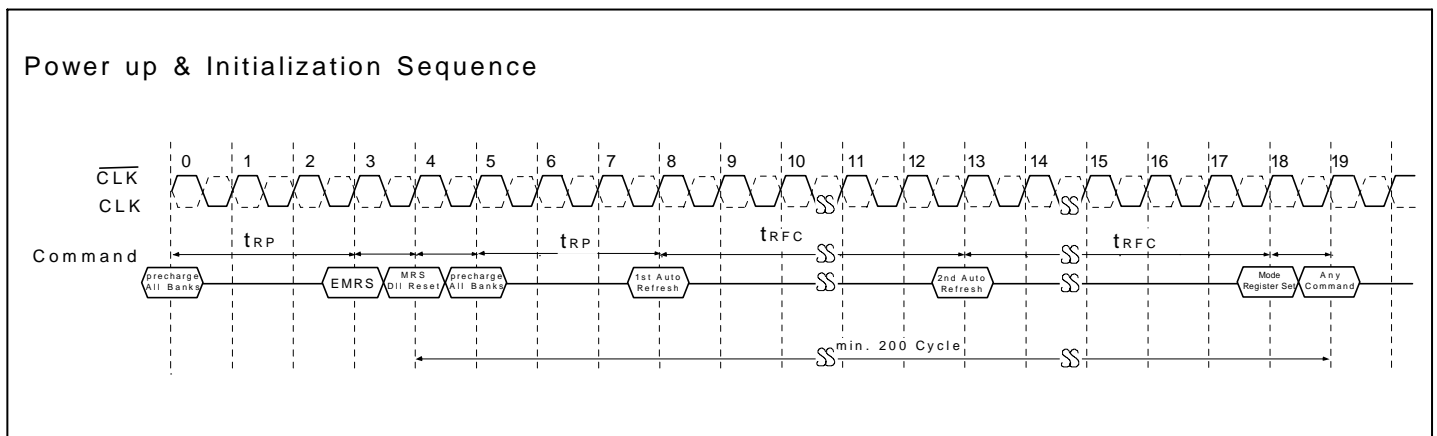 Power up & Initialization Sequence
0 1 2 3 4 5 6 7 8 9 10 11 12 13 14 15 16 17 18 19
CLK
CLK
tRP tRP tRFC tRFC
Command
precharge All Banks
EMRS
MRS Dll Reset
precharge All Banks
1st Auto Refresh
2nd Auto Refresh
Mode Register Set
Any Command
min. 200 Cycle